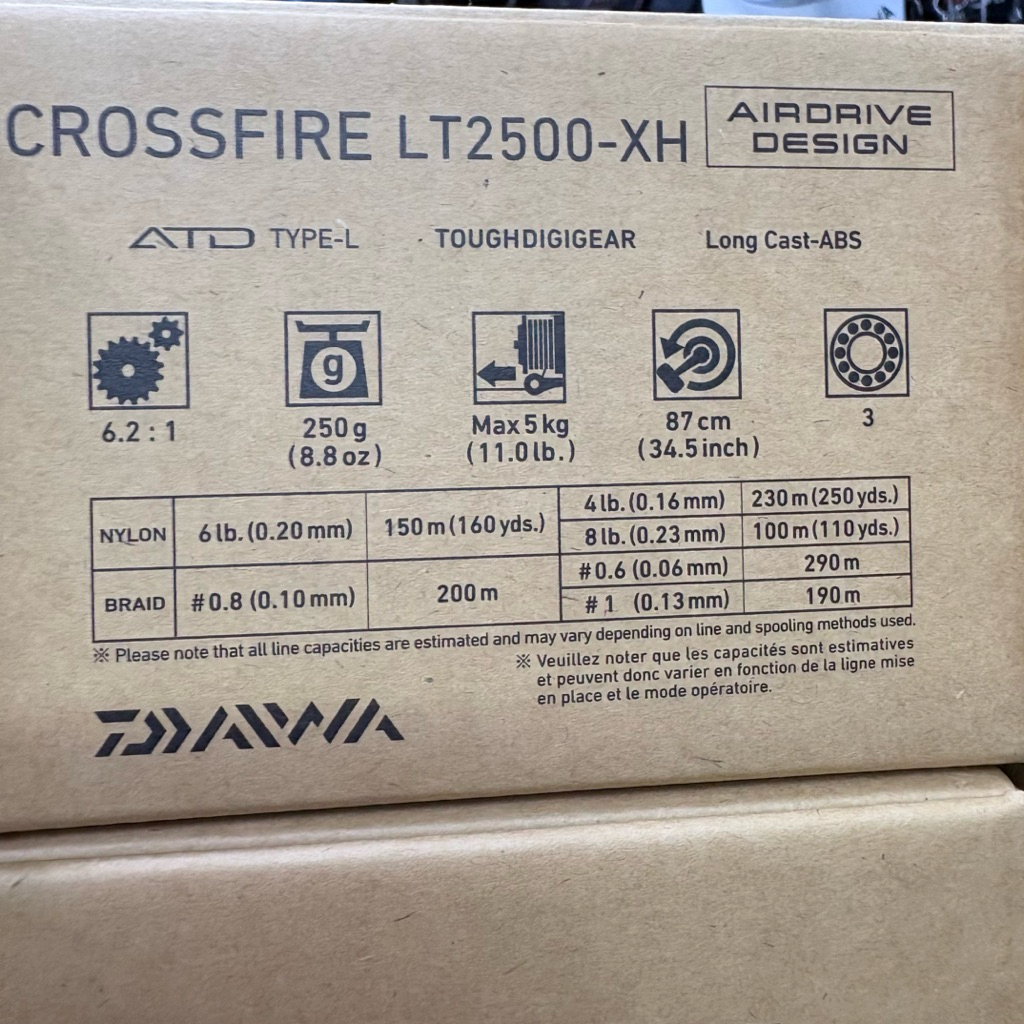 CROSSFIRE LT2500-XH
AIRDRIVE
DESIGN
ATD TYPE-L
TOUGHDIGIGEAR
Long Cast-ABS
g
6.2 : 1
250 g
(8.8 oz)
Max 5 kg
(11.0 lb.)
87 cm
(34.5 inch)
3
NYLON
6 lb. (0.20 mm)
150 m (160 yds.)
4 lb. (0.16 mm)
230 m (250 yds.)
8 lb. (0.23 mm)
100 m (110 yds.)
BRAID
#0.8 (0.10 mm)
200 m
#0.6 (0.06 mm)
290 m
#1 (0.13 mm)
190 m
※ Please note that all line capacities are estimated and may vary depending on line and spooling methods used.
※ Veuillez noter que les capacités sont estimatives
et peuvent donc varier en fonction de la ligne mise
en place et le mode opératoire.
DAIWA